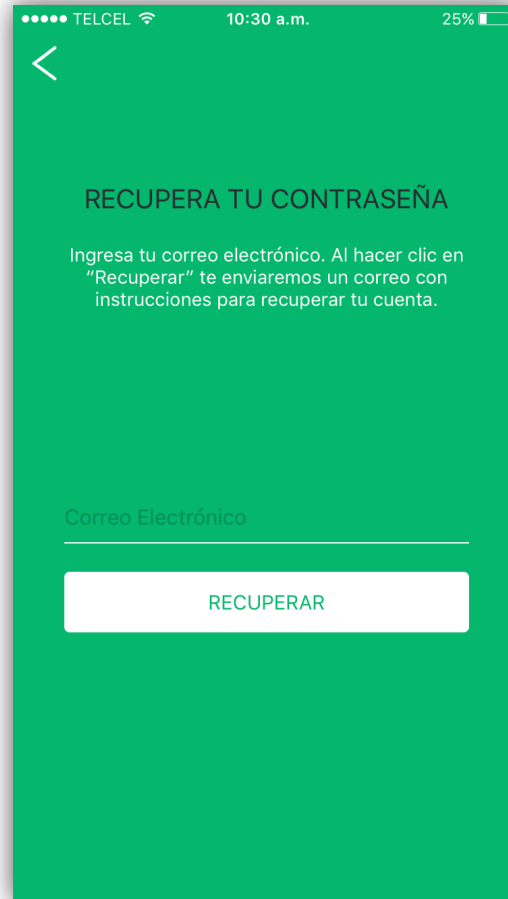 TELCEL 10:30 a.m. 25%
RECUPERA TU CONTRASEÑA
Ingresa tu correo electrónico. Al hacer clic en
“Recuperar” te enviaremos un correo con
instrucciones para recuperar tu cuenta.
Correo Electrónico
RECUPERAR